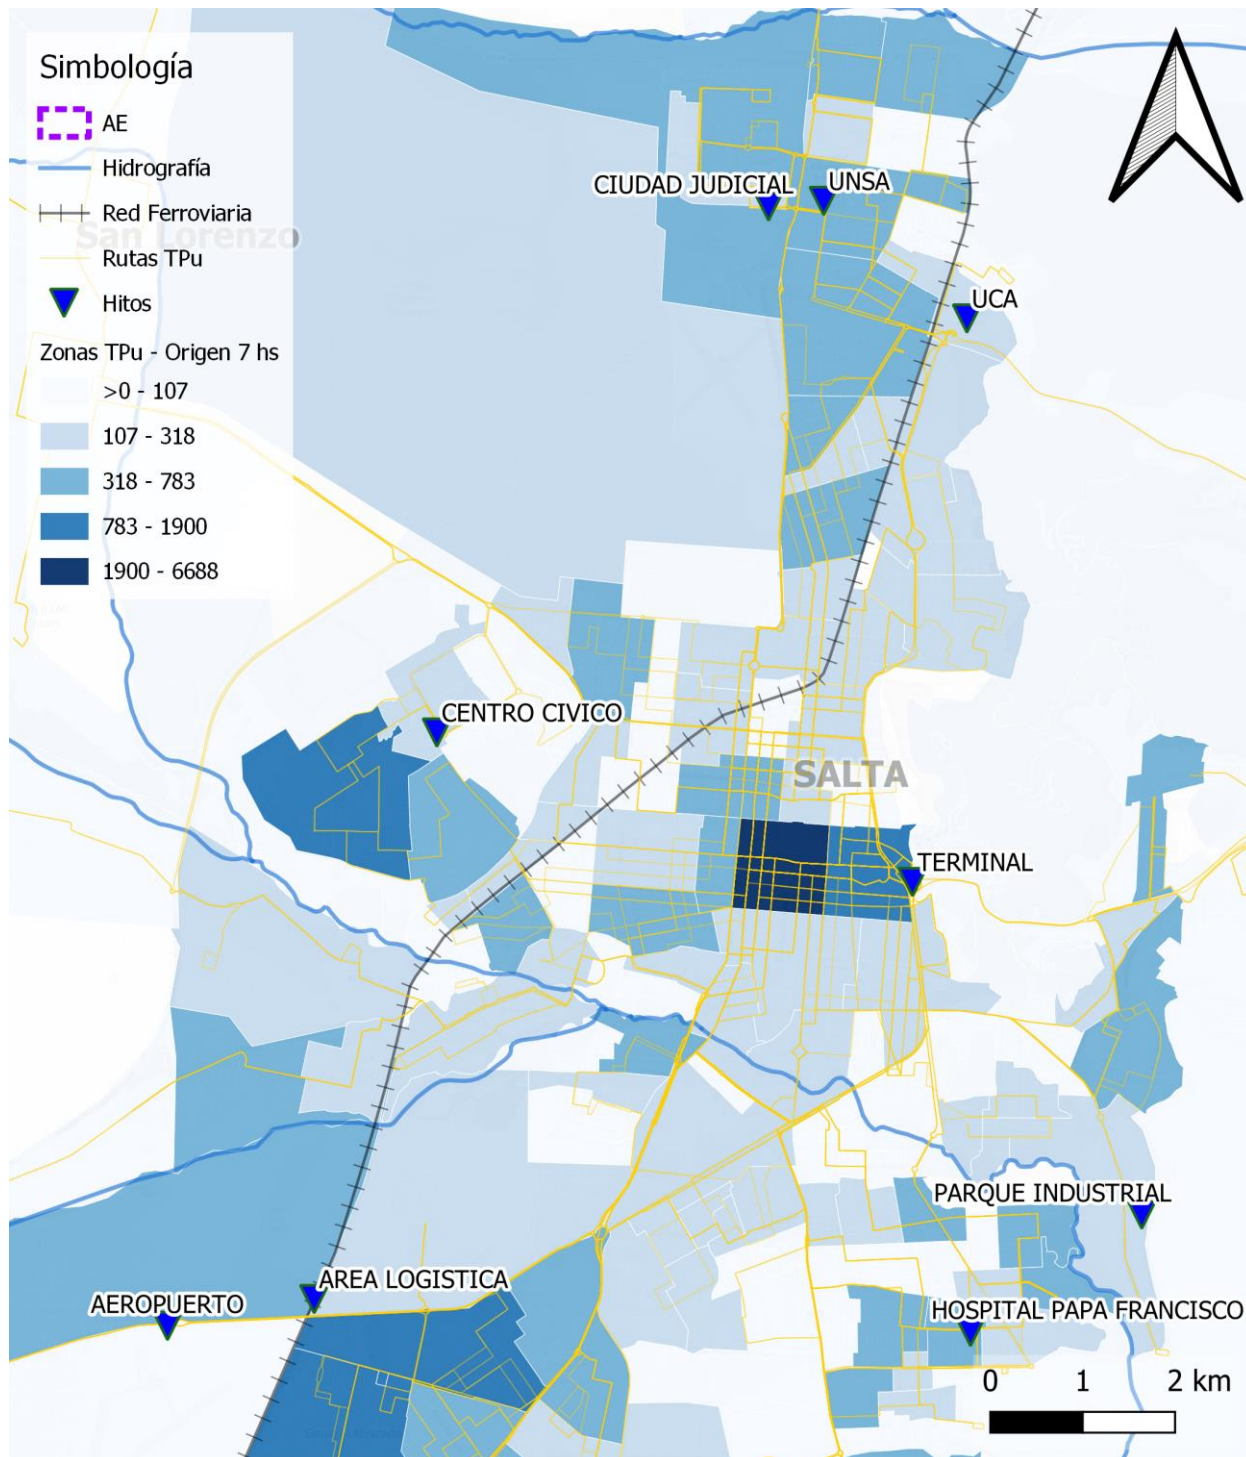 Simbología
AE
Hidrografía
Red Ferroviaria
San Lorenzo
Rutas TPu
Hitos
Zonas TPu - Origen 7 hs
>0 - 107
107 - 318
318 - 783
783 - 1900
1900 - 6688
CIUDAD JUDICIAL
UNSA
UCA
CENTRO CIVICO
SALTA
TERMINAL
PARQUE INDUSTRIAL
AREA LOGISTICA
AEROPUERTO
HOSPITAL PAPA FRANCISCO
0 1 2 km